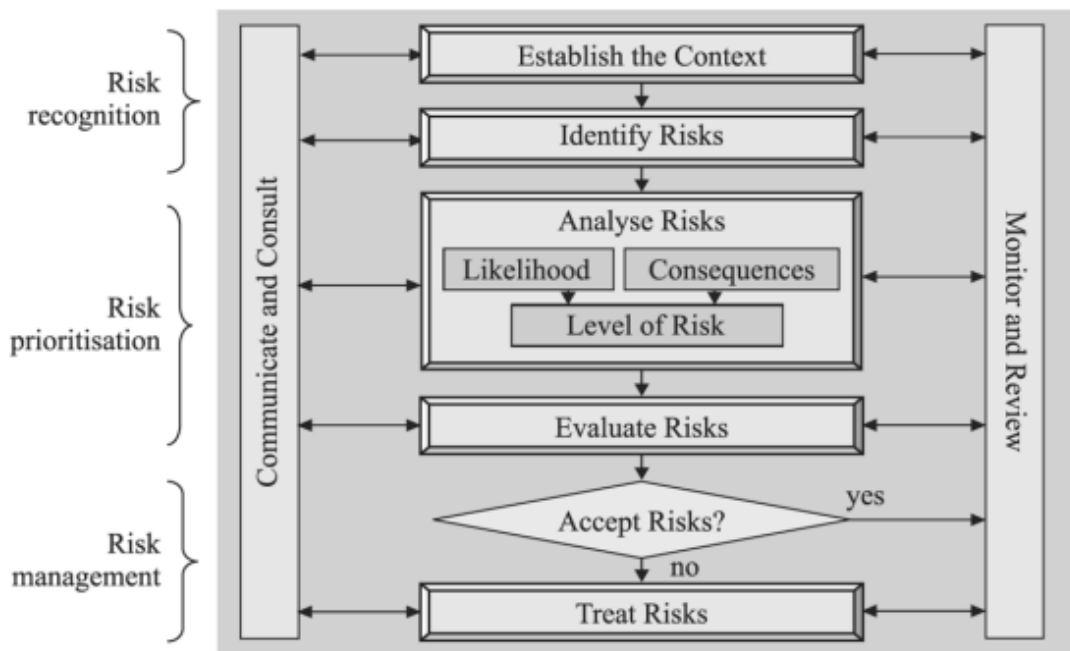 Risk
recognition
Risk
prioritisation
Risk
management
Communicate and Consult
Establish the Context
Identify Risks
Analyse Risks
Likelihood
Consequences
Level of Risk
Evaluate Risks
Accept Risks?
yes
no
Treat Risks
Monitor and Review